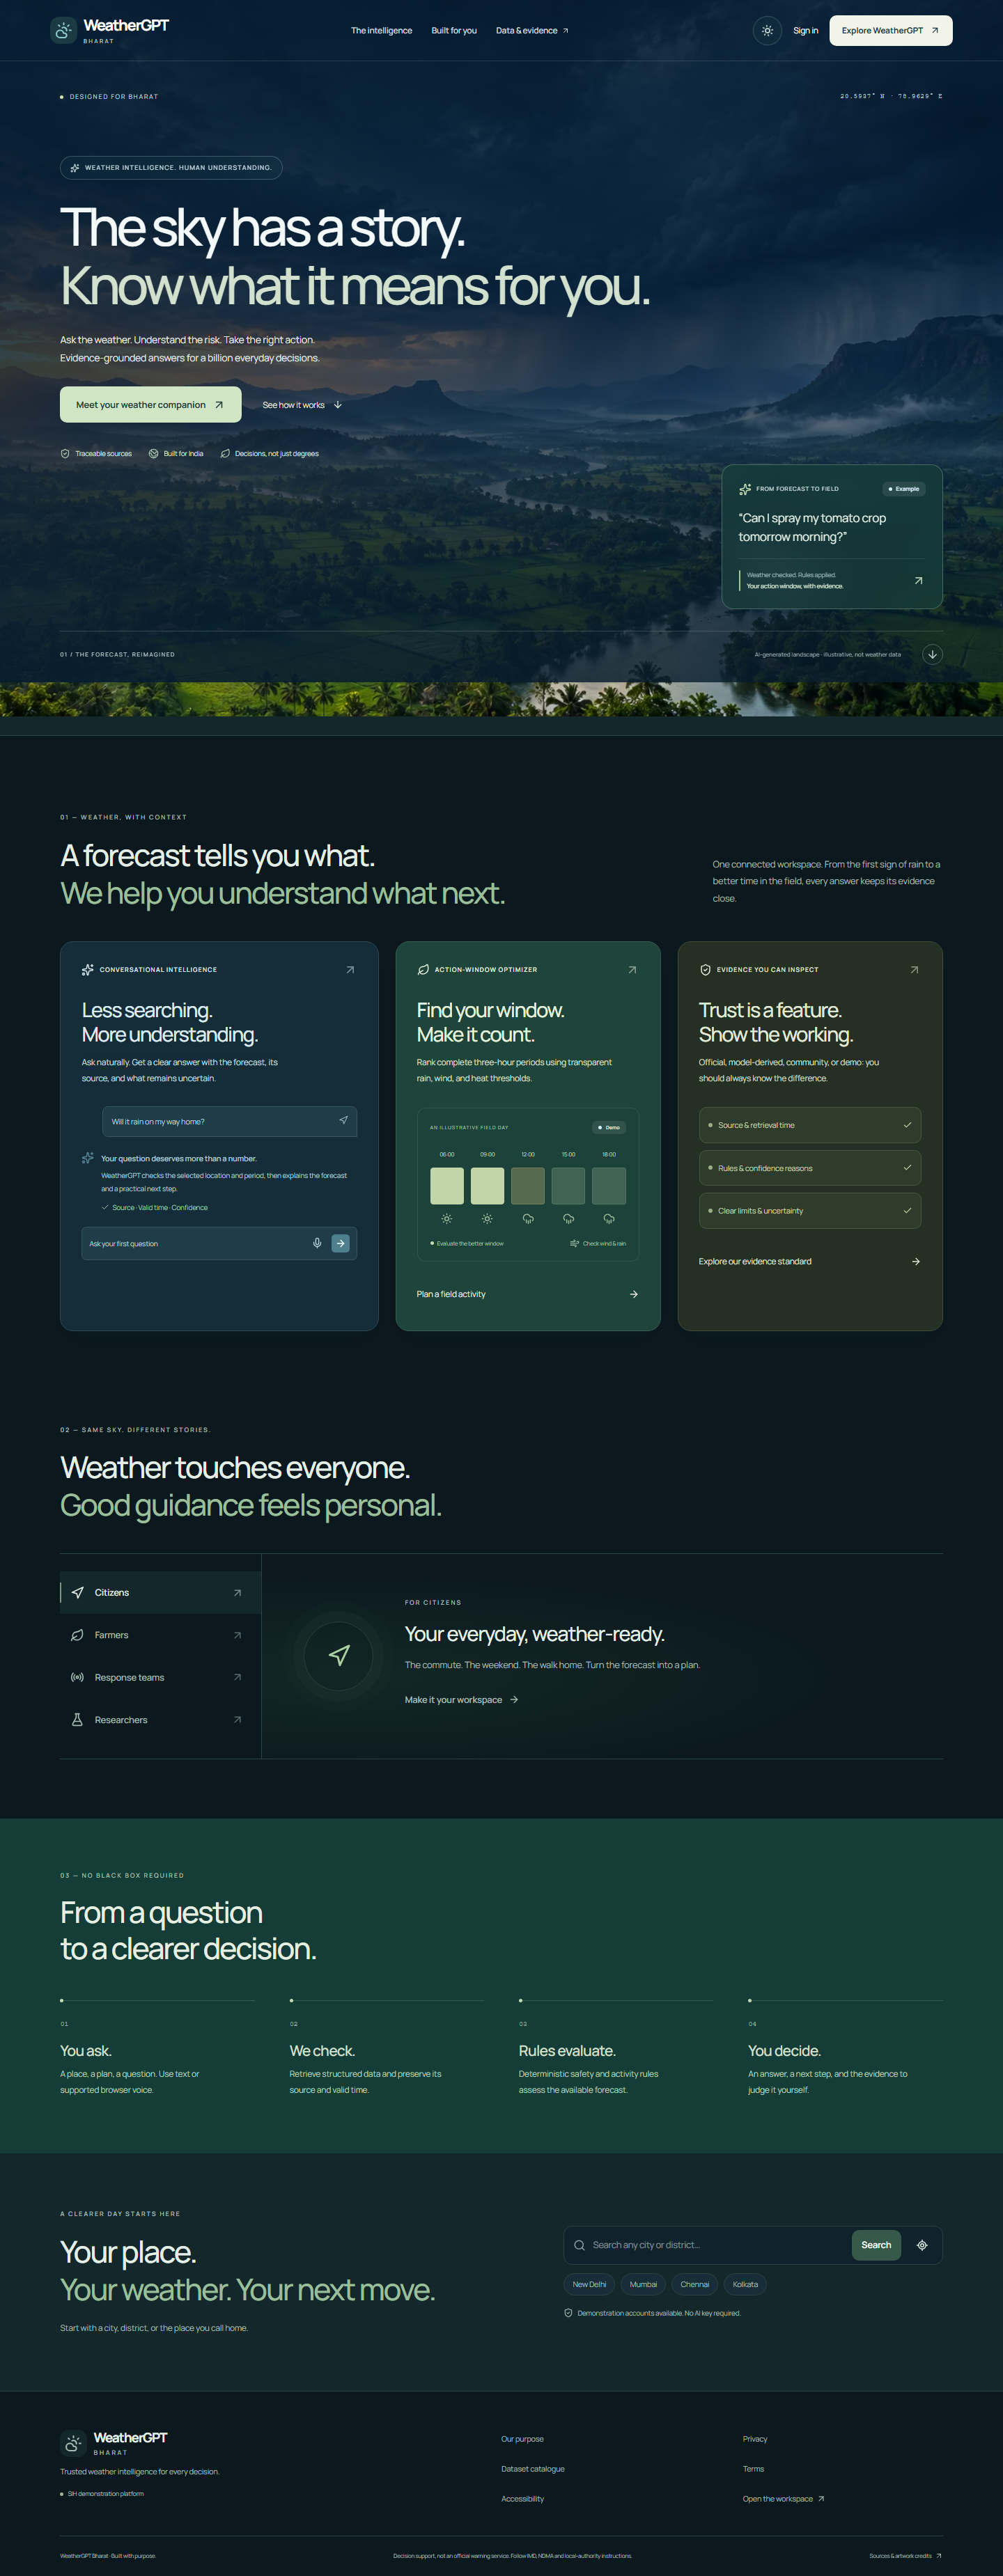 WeatherGPT
BHARAT
The intelligence
Built for you
Data & evidence
Sign in
Explore WeatherGPT
DESIGNED FOR BHARAT
20.5937° N · 78.9629° E
WEATHER INTELLIGENCE. HUMAN UNDERSTANDING.
The sky has a story.
Know what it means for you.
Ask the weather. Understand the risk. Take the right action.
Evidence-grounded answers for a billion everyday decisions.
Meet your weather companion
See how it works
Traceable sources
Built for India
Decisions, not just degrees
FROM FORECAST TO FIELD
Example
“Can I spray my tomato crop
tomorrow morning?”
Weather checked. Rules applied.
Your action window, with evidence.
01 / THE FORECAST, REIMAGINED
AI-generated landscape · illustrative, not weather data
01 — WEATHER, WITH CONTEXT
A forecast tells you what.
We help you understand what next.
One connected workspace. From the first sign of rain to a
better time in the field, every answer keeps its evidence
close.
CONVERSATIONAL INTELLIGENCE
Less searching.
More understanding.
Ask naturally. Get a clear answer with the forecast, its
source, and what remains uncertain.
Will it rain on my way home?
Your question deserves more than a number.
WeatherGPT checks the selected location and period, then explains the forecast
and a practical next step.
Source · Valid time · Confidence
Ask your first question
ACTION-WINDOW OPTIMIZER
Find your window.
Make it count.
Rank complete three-hour periods using transparent
rain, wind, and heat thresholds.
AN ILLUSTRATIVE FIELD DAY
Demo
06:00
09:00
12:00
15:00
18:00
Evaluate the better window
Check wind & rain
Plan a field activity
EVIDENCE YOU CAN INSPECT
Trust is a feature.
Show the working.
Official, model-derived, community, or demo: you
should always know the difference.
Source & retrieval time
Rules & confidence reasons
Clear limits & uncertainty
Explore our evidence standard
02 — SAME SKY. DIFFERENT STORIES.
Weather touches everyone.
Good guidance feels personal.
Citizens
Farmers
Response teams
Researchers
FOR CITIZENS
Your everyday, weather-ready.
The commute. The weekend. The walk home. Turn the forecast into a plan.
Make it your workspace
03 — NO BLACK BOX REQUIRED
From a question
to a clearer decision.
01
You ask.
A place, a plan, a question. Use text or
supported browser voice.
02
We check.
Retrieve structured data and preserve its
source and valid time.
03
Rules evaluate.
Deterministic safety and activity rules
assess the available forecast.
04
You decide.
An answer, a next step, and the evidence to
judge it yourself.
A CLEARER DAY STARTS HERE
Your place.
Your weather. Your next move.
Start with a city, district, or the place you call home.
Search any city or district...
Search
New Delhi
Mumbai
Chennai
Kolkata
Demonstration accounts available. No AI key required.
WeatherGPT
BHARAT
Trusted weather intelligence for every decision.
SIH demonstration platform
Our purpose
Dataset catalogue
Accessibility
Privacy
Terms
Open the workspace
WeatherGPT Bharat · Built with purpose.
Decision support, not an official warning service. Follow IMD, NDMA and local-authority instructions.
Sources & artwork credits